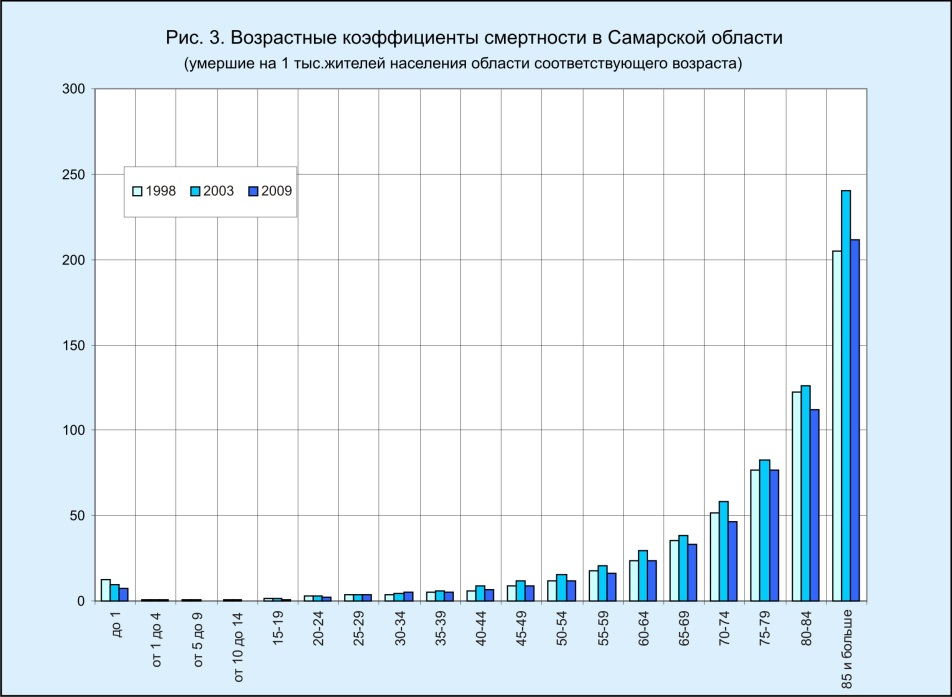 Рис. 3. Возрастные коэффициенты смертности в Самарской области
(умершие на 1 тыс.жителей населения области соответствующего возраста)
300
250
200
150
100
50
0
1998 2003 2009
до 1
от 1 до 4
от 5 до 9
от 10 до 14
15-19
20-24
25-29
30-34
35-39
40-44
45-49
50-54
55-59
60-64
65-69
70-74
75-79
80-84
85 и больше